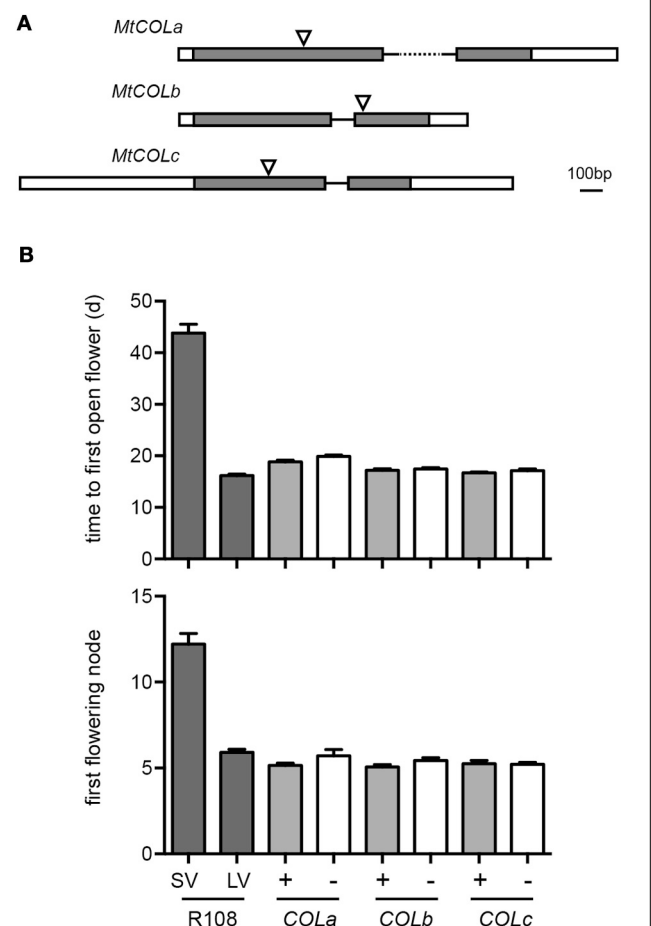 A
MtCOLa
MtCOLb
MtCOLc
100bp
B
time to first open flower (d)
50
40
30
20
10
0
first flowering node
15
10
5
0
SV LV + - + - + -
R108 COLa COLb COLc